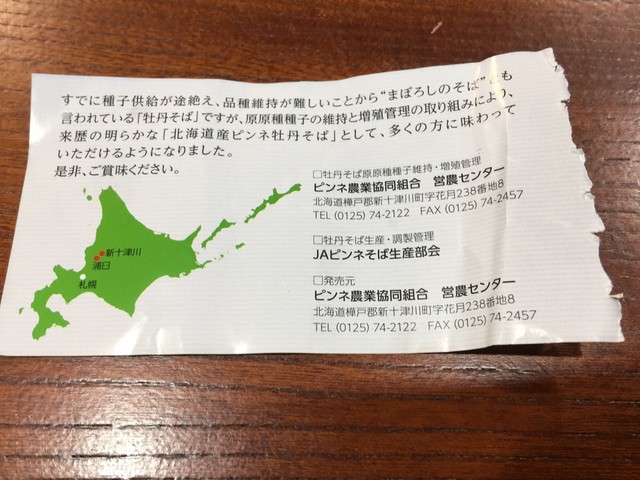 すでに種子供給が途絶え、品種維持が難しいことから“まぼろしのそば”とも
言われている「牡丹そば」ですが、原原種種子の維持と増殖管理の取り組みにより、
来歴の明らかな「北海道産ピンネ牡丹そば」として、多くの方に味わって
いただけるようになりました。
是非、ご賞味ください。
□牡丹そば原原種種子維持・増殖管理
ピンネ農業協同組合 営農センター
北海道樺戸郡新十津川町字花月238番地8
TEL (0125) 74-2122 FAX (0125) 74-2457
□牡丹そば生産・調製管理
JAピンネそば生産部会
□発売元
ピンネ農業協同組合 営農センター
北海道樺戸郡新十津川町字花月238番地8
TEL (0125) 74-2122 FAX (0125) 74-2457
新十津川
浦臼
札幌